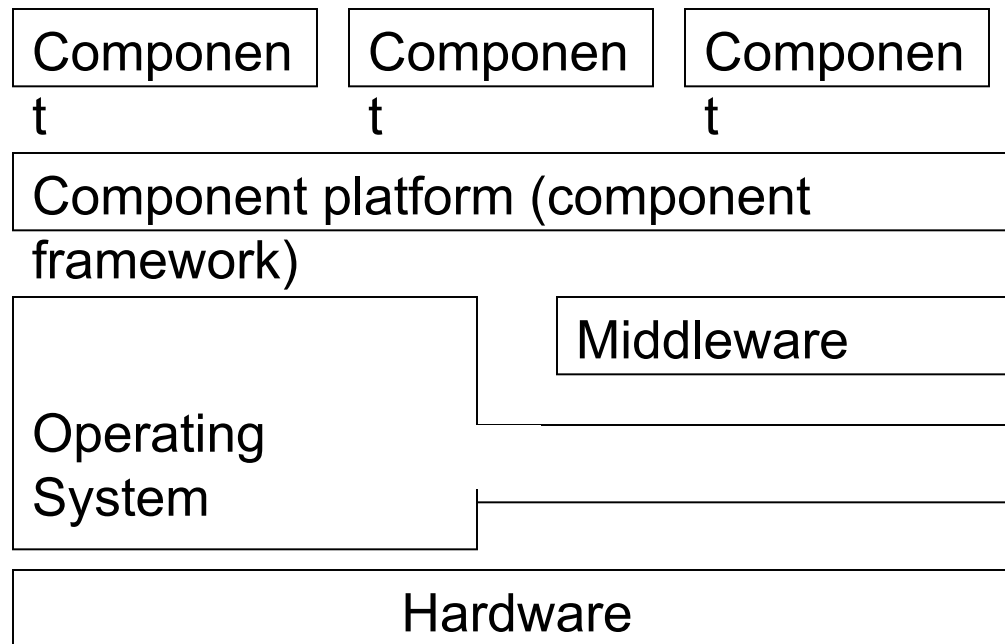 Componen Componen Componen
t t t
Component platform (component
framework)
Middleware
Operating
System
Hardware